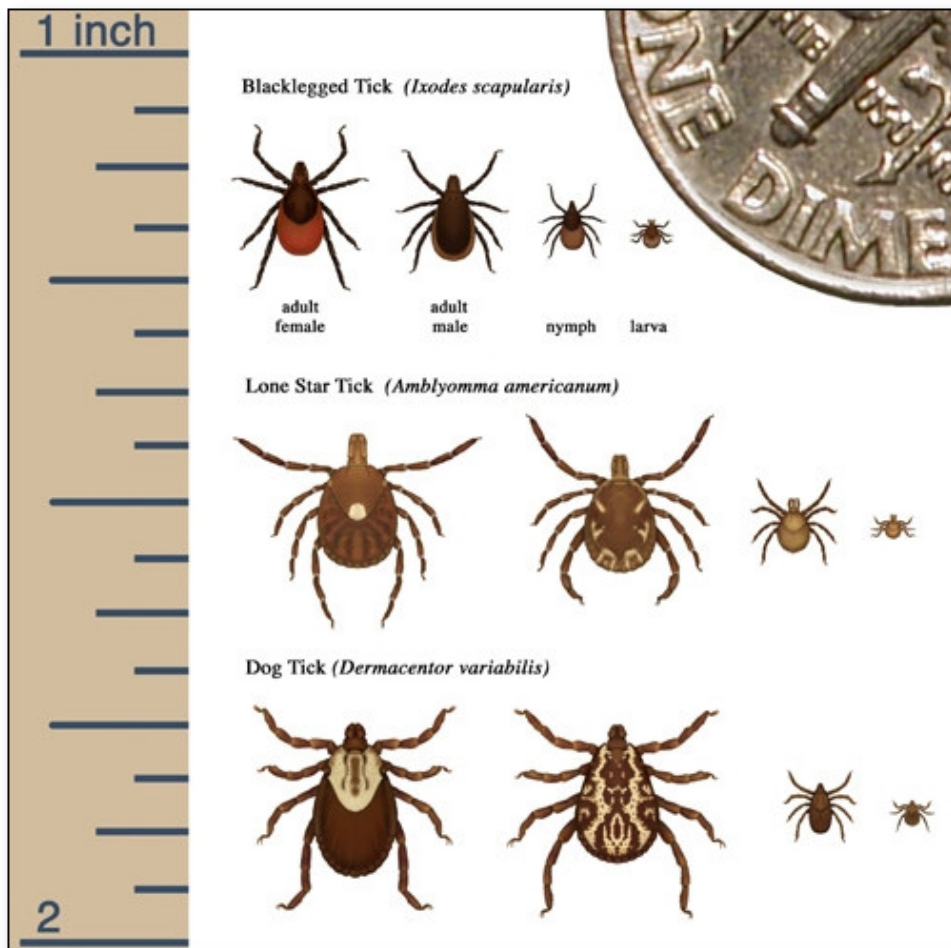 1 inch
Blacklegged Tick (Ixodes scapularis)
adult
female
adult
male
nymph
larva
Lone Star Tick (Amblyomma americanum)
Dog Tick (Dermacentor variabilis)
2
ONE DIME